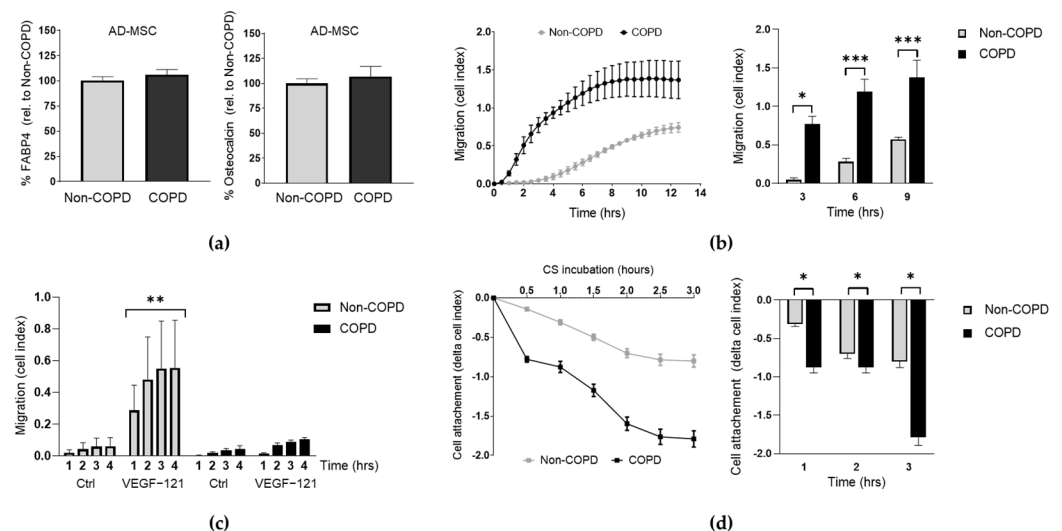 AD-MSC
% FABP4 (rel. to Non-COPD)
150
125
100
75
50
25
0
Non-COPD COPD
AD-MSC
% Osteocalcin (rel. to Non-COPD)
150
125
100
75
50
25
0
Non-COPD COPD
(a)
Non-COPD COPD
Migration (cell index)
2.0
1.5
1.0
0.5
0.0
0 2 4 6 8 10 12 14
Time (hrs)
Migration (cell index)
2.0
1.5
1.0
0.5
0.0
* *** ***
3 6 9
Time (hrs)
Non-COPD
COPD
(b)
Migration (cell index)
1.0
0.8
0.6
0.4
0.2
0.0
**
Non-COPD
COPD
1 2 3 4 1 2 3 4 1 2 3 4 1 2 3 4 Time (hrs)
Ctrl VEGF−121 Ctrl VEGF−121
(c)
CS incubation (hours)
0.5 1.0 1.5 2.0 2.5 3.0
Cell attachement (delta cell index)
0.0
-0.5
-1.0
-1.5
-2.0
Non-COPD COPD
Cell attachement (delta cell index)
* * *
0.0
-0.5
-1.0
-1.5
-2.0
1 2 3
Time (hrs)
Non-COPD
COPD
(d)